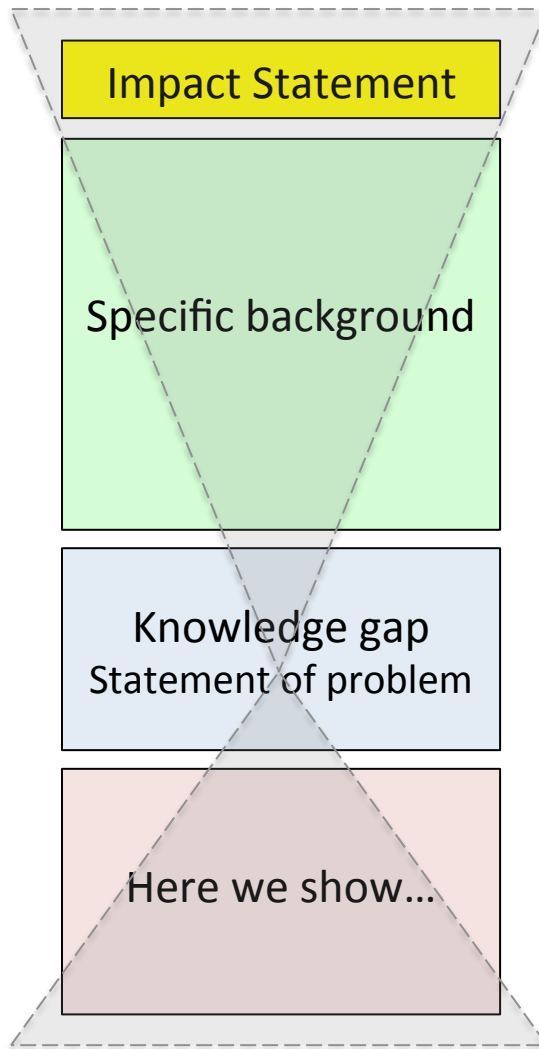 Impact Statement
Specific background
Knowledge gap
Statement of problem
Here we show…